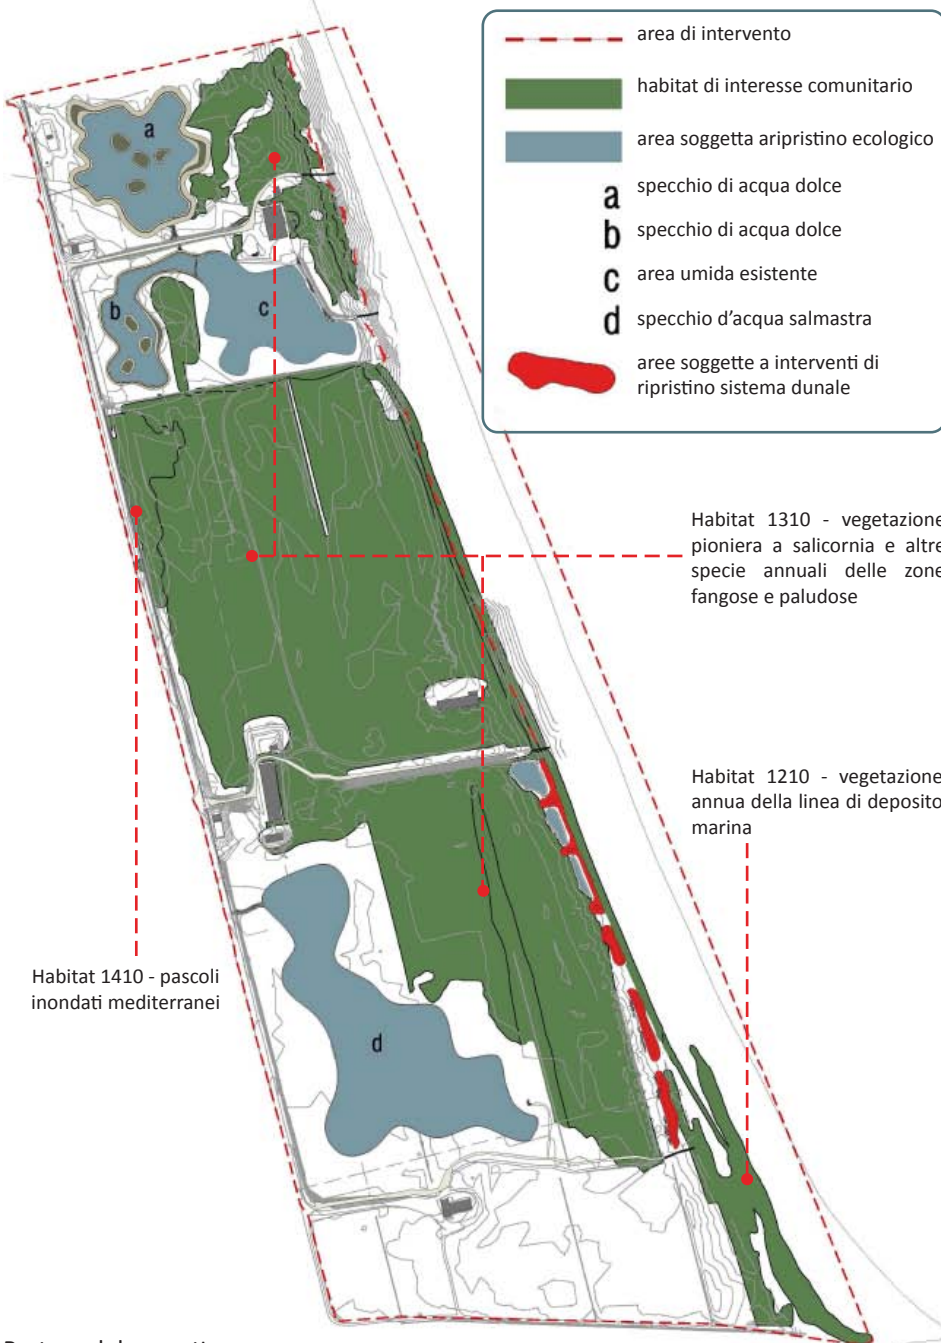 area di intervento
habitat di interesse comunitario
area soggetta aripristino ecologico
a specchio di acqua dolce
b specchio di acqua dolce
c area umida esistente
d specchio d'acqua salmastra
aree soggette a interventi di
ripristino sistema dunale
a
b
c
Habitat 1310 - vegetazione
pioniera a salicornia e altre
specie annuali delle zone
fangose e paludose
Habitat 1210 - vegetazione
annua della linea di deposito
marina
Habitat 1410 - pascoli
inondati mediterranei
d